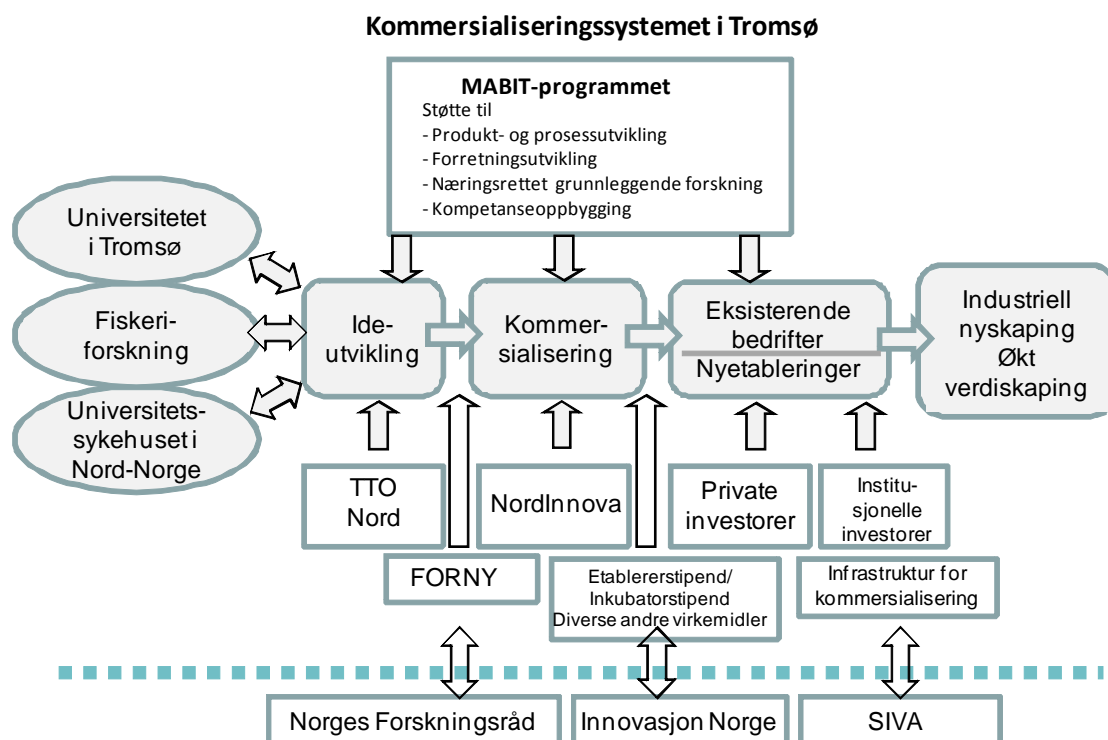 Kommersialiseringssystemet i Tromsø
MABIT-programmet
Støtte til
- Produkt- og prosessutvikling
- Forretningsutvikling
- Næringsrettet grunnleggende forskning
- Kompetanseoppbygging
Universitetet
i Tromsø
Fiskeri-
forskning
Universitets-
sykehuset i
Nord-Norge
Ide-
utvikling
Kommer-
sialisering
Eksisterende
bedrifter
Nyetableringer
Industriell
nyskaping
Økt
verdiskaping
TTO
Nord
NordInnova
Private
investorer
Institu-
sjonelle
investorer
FORNY
Etablererstipend/
Inkubatorstipend
Diverse andre virkemidler
Infrastruktur for
kommersialisering
Norges Forskningsråd
Innovasjon Norge
SIVA